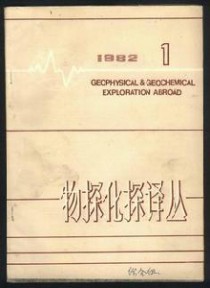 1982 1
GEOPHYSICAL & GEOCHEMICAL
EXPLORATION ABROAD
物探化探译丛